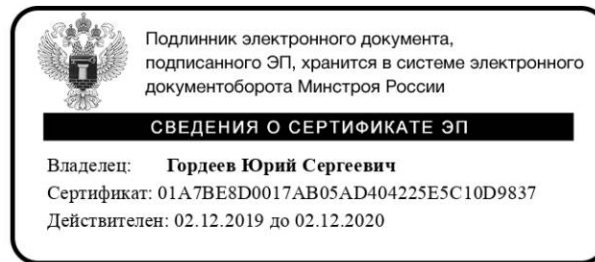 Подлинник электронного документа,
подписанного ЭП, хранится в системе электронного
документоборота Минстроя России
СВЕДЕНИЯ О СЕРТИФИКАТЕ ЭП
Владелец: Гордеев Юрий Сергеевич
Сертификат: 01A7BE8D0017AB05AD404225E5C10D9837
Действителен: 02.12.2019 до 02.12.2020